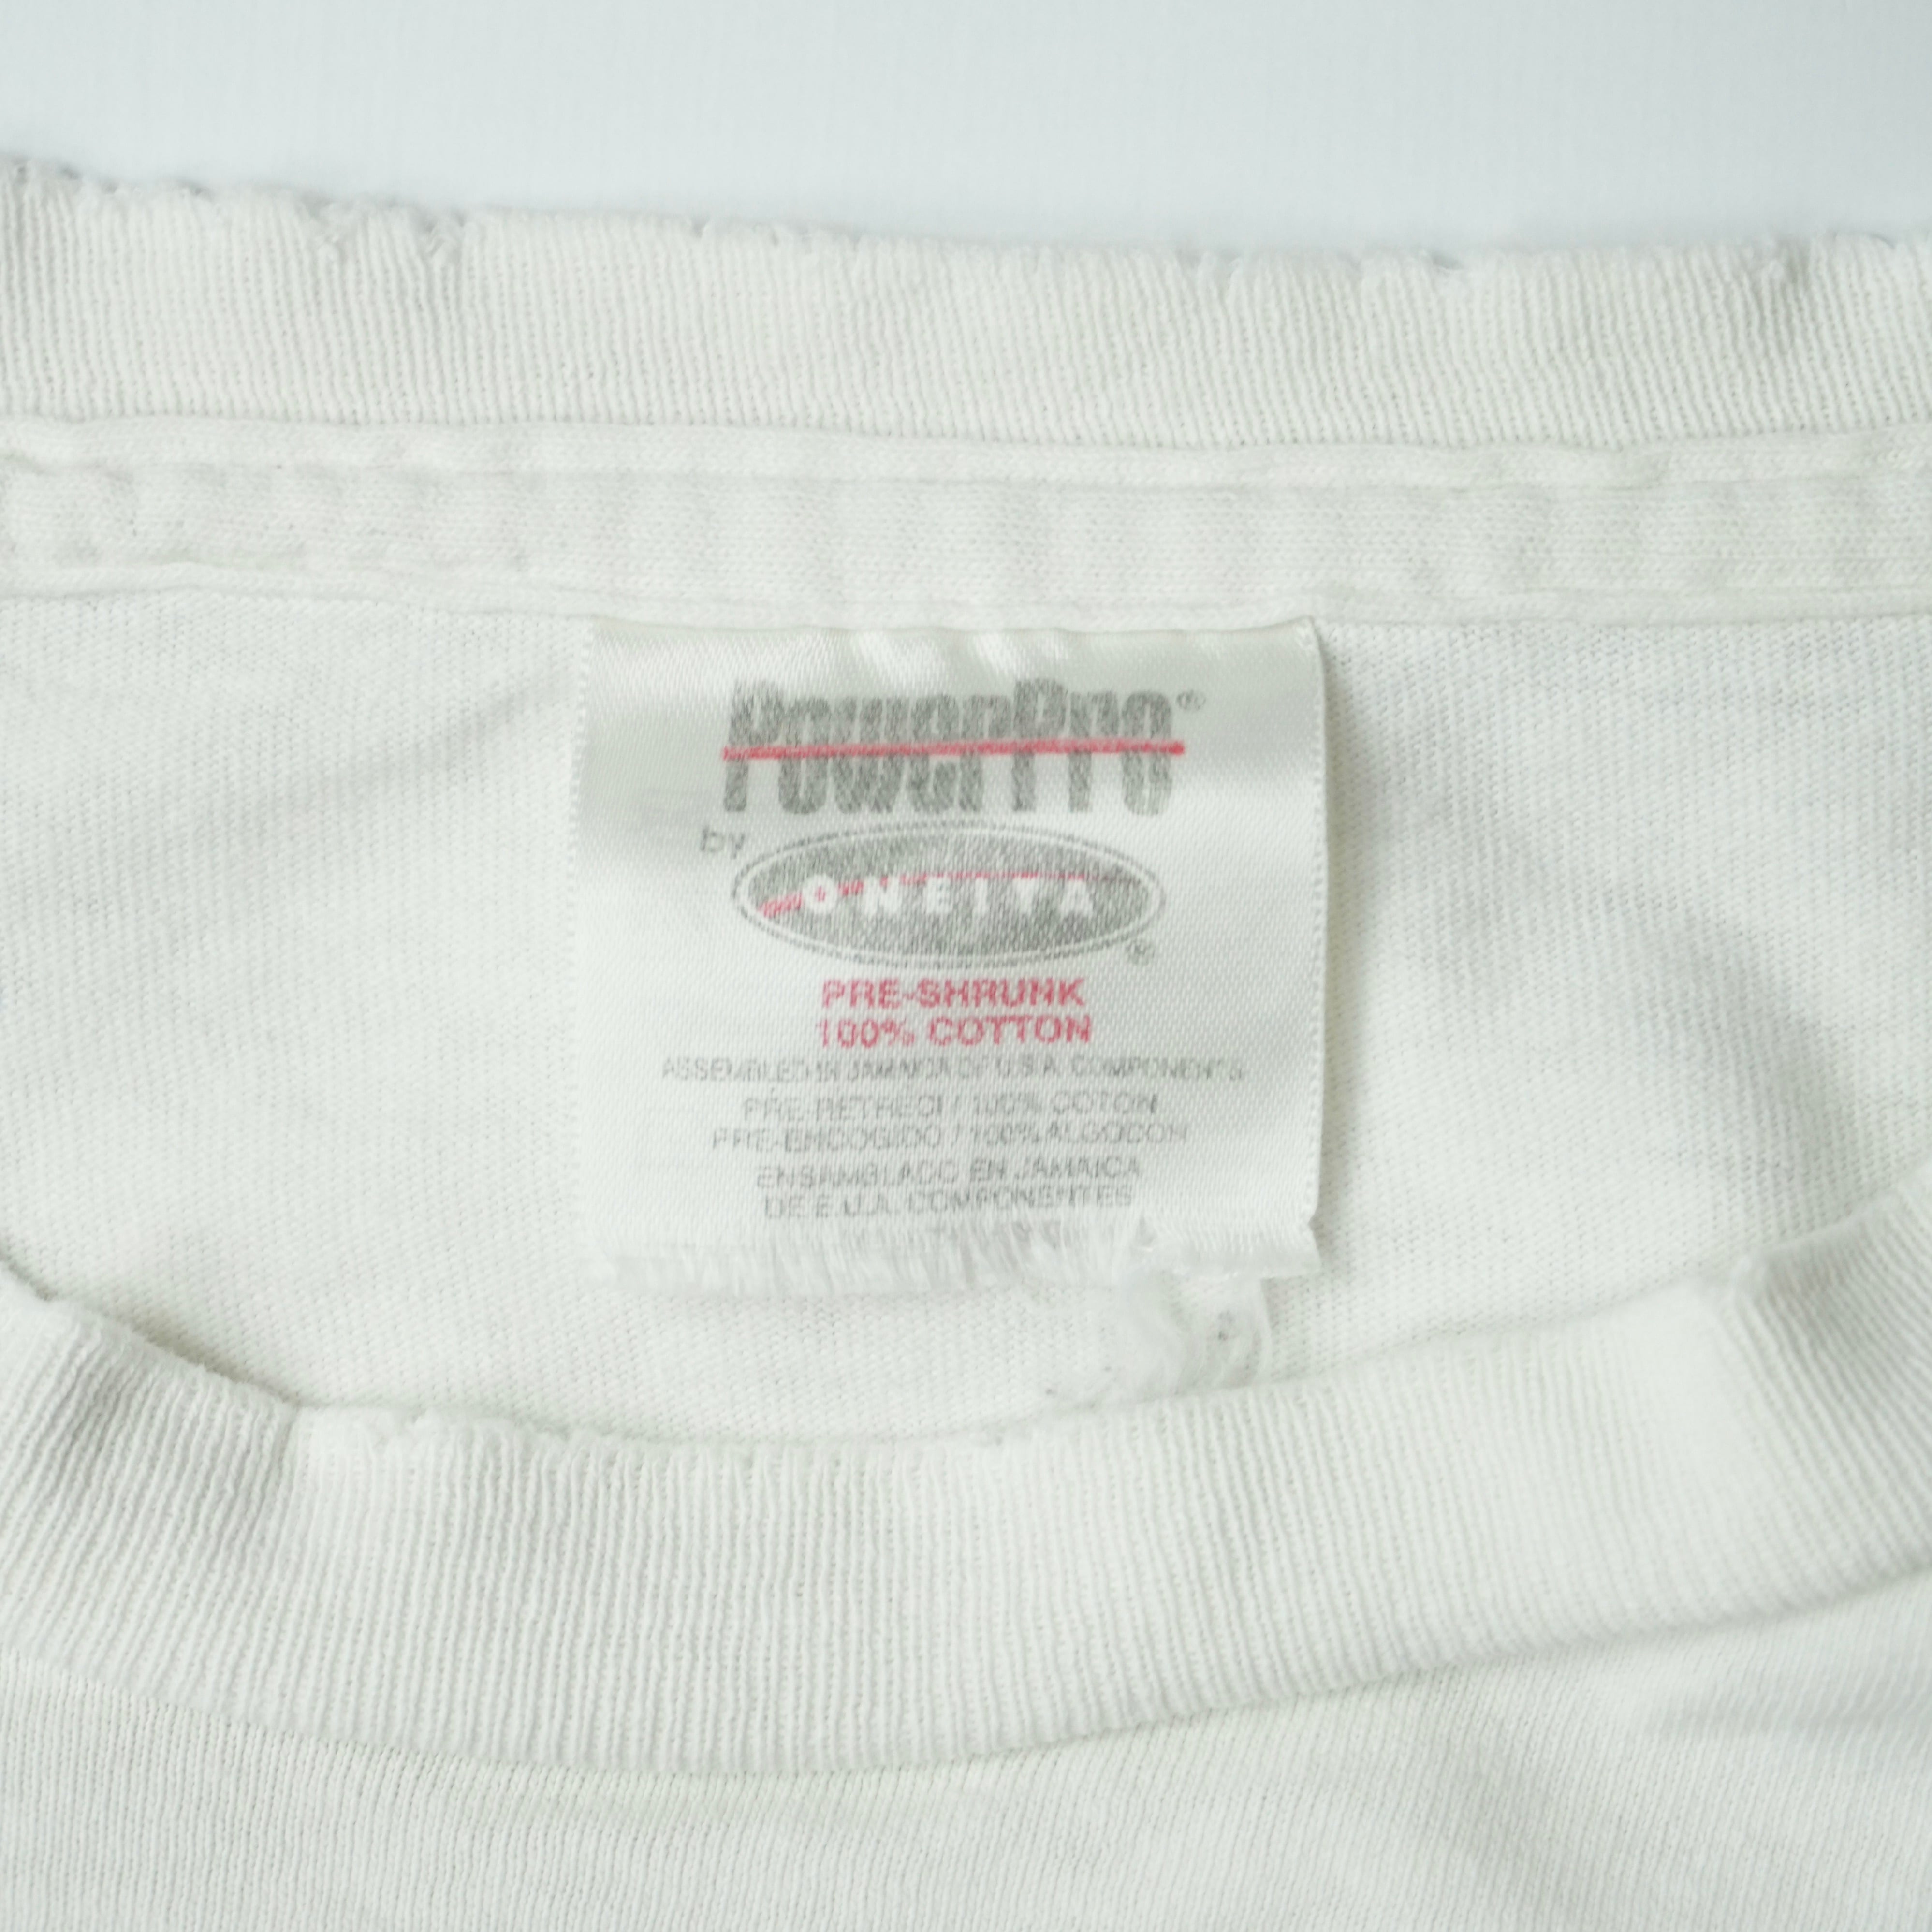 PowerPro®
by ONEITA®
PRE-SHRUNK
100% COTTON
ASSEMBLED IN JAMAICA OF U.S.A. COMPONENTS
PRE-RETRECI / 100% COTON
PRE-ENCOGIDO / 100% ALGODON
ENSAMBLADO EN JAMAICA
DE E.U.A. COMPONENTES